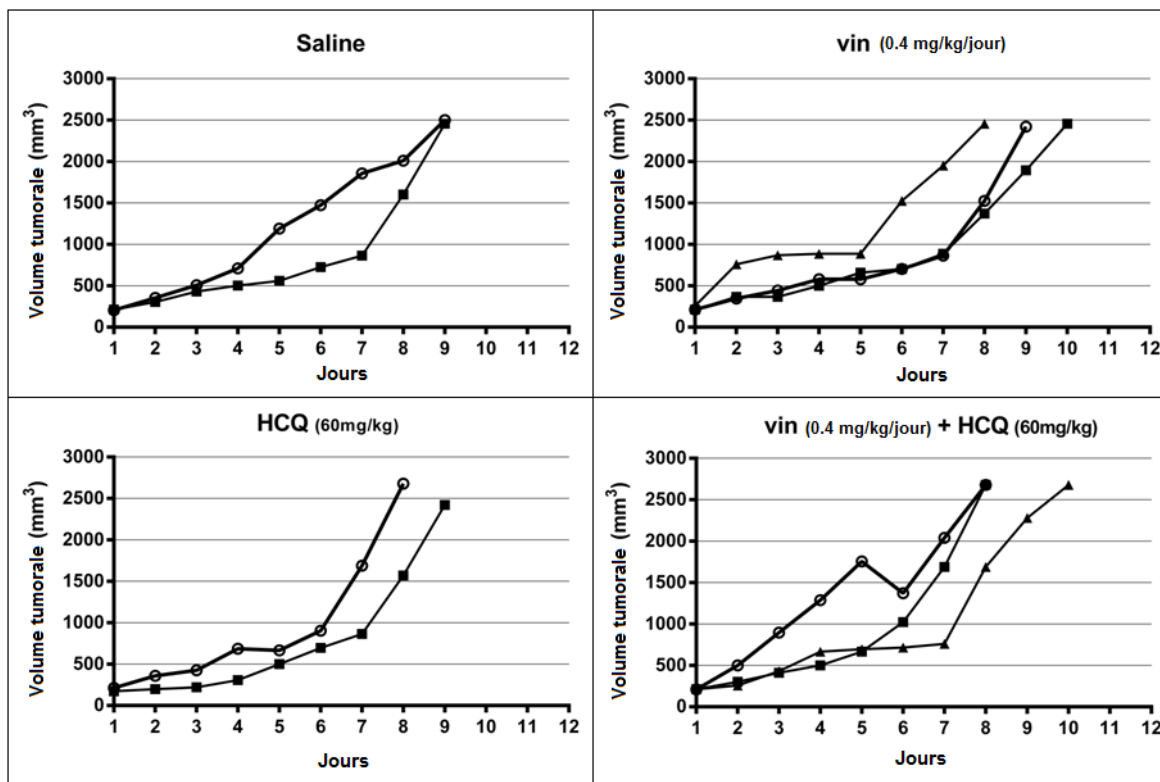 Saline
Volume tumorale (mm³)
3000
2500
2000
1500
1000
500
0
1 2 3 4 5 6 7 8 9 10 11 12
Jours
vin (0.4 mg/kg/jour)
Volume tumorale (mm³)
3000
2500
2000
1500
1000
500
0
1 2 3 4 5 6 7 8 9 10 11 12
Jours
HCQ (60mg/kg)
Volume tumorale (mm³)
3000
2500
2000
1500
1000
500
0
1 2 3 4 5 6 7 8 9 10 11 12
Jours
vin (0.4 mg/kg/jour) + HCQ (60mg/kg)
Volume tumorale (mm³)
3000
2500
2000
1500
1000
500
0
1 2 3 4 5 6 7 8 9 10 11 12
Jours